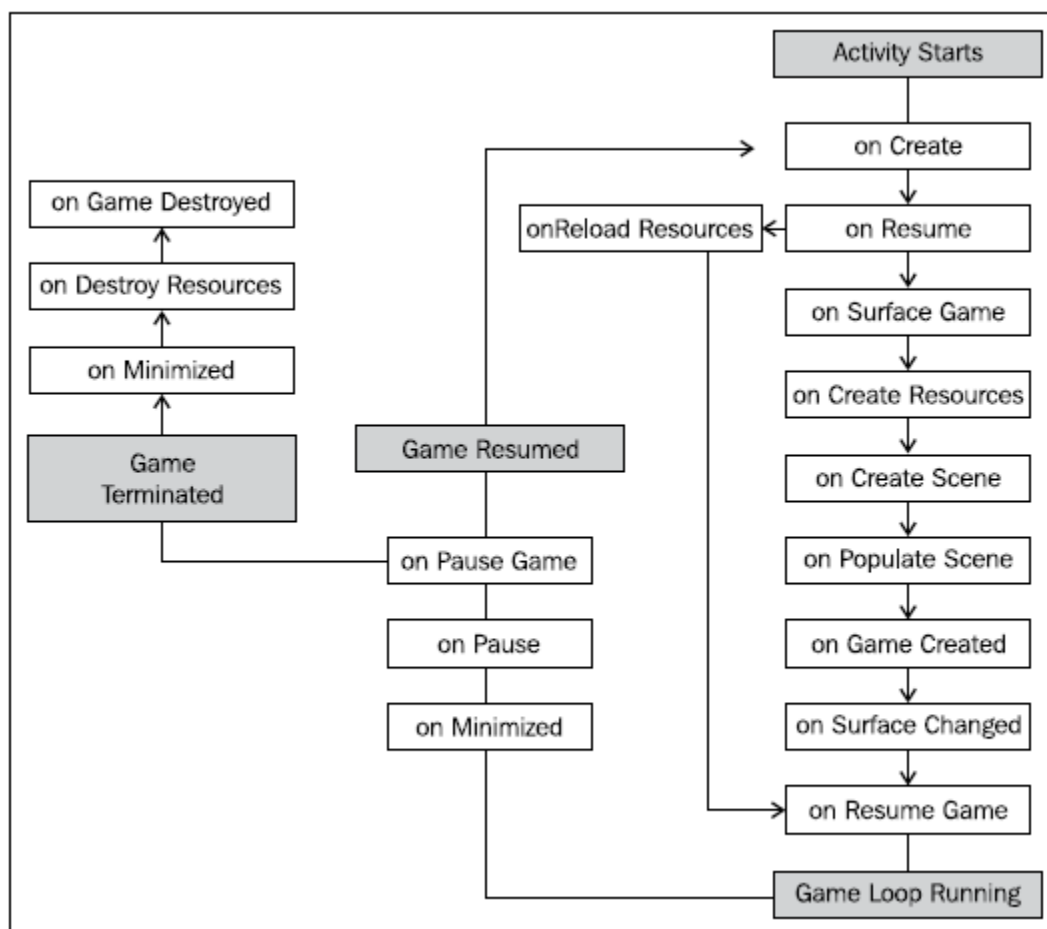 Activity Starts
on Create
on Game Destroyed
onReload Resources
on Resume
on Destroy Resources
on Surface Game
on Minimized
on Create Resources
Game Resumed
Game
Terminated
on Create Scene
on Pause Game
on Populate Scene
on Pause
on Game Created
on Minimized
on Surface Changed
on Resume Game
Game Loop Running